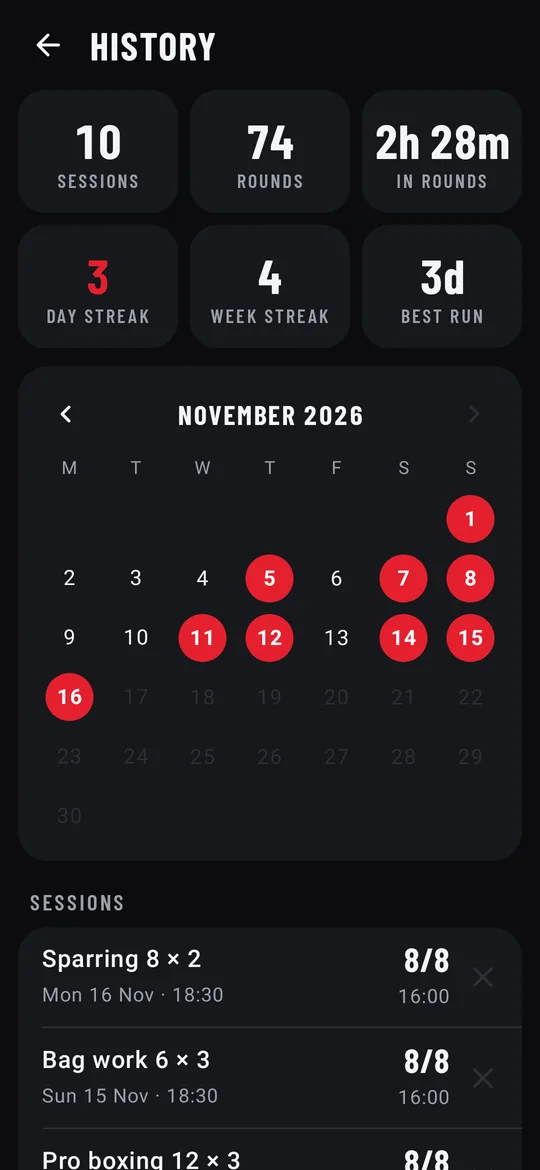 HISTORY
10 74 2h 28m
SESSIONS ROUNDS IN ROUNDS
3 4 3d
DAY STREAK WEEK STREAK BEST RUN
NOVEMBER 2026
M T W T F S S
1
2 3 4 5 6 7 8
9 10 11 12 13 14 15
16 17 18 19 20 21 22
23 24 25 26 27 28 29
30
SESSIONS
Sparring 8 × 2 8/8
Mon 16 Nov · 18:30 16:00
Bag work 6 × 3 8/8
Sun 15 Nov · 18:30 16:00
Pro boxing 12 × 3 8/8